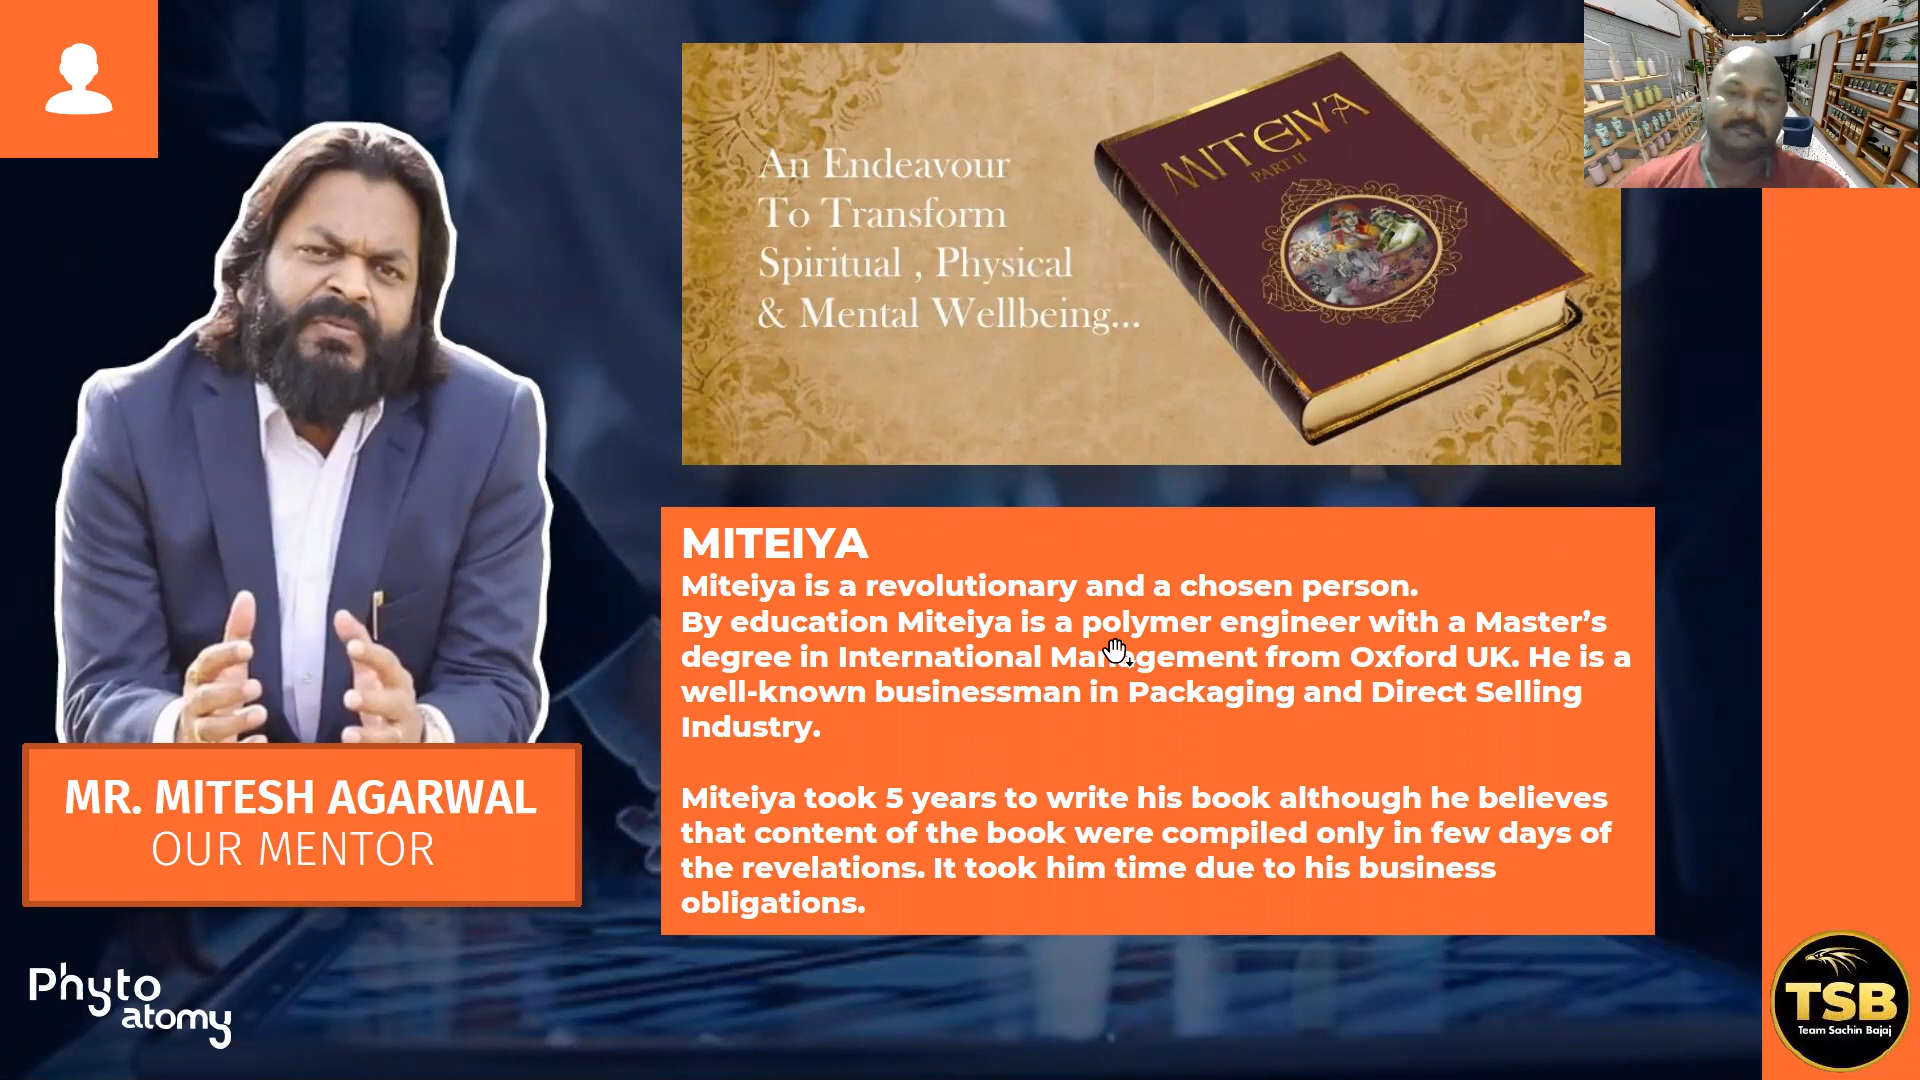 An Endeavour
To Transform
Spiritual , Physical
& Mental Wellbeing...
MITEIYA
PART II
MITEIYA
Miteiya is a revolutionary and a chosen person.
By education Miteiya is a polymer engineer with a Master’s
degree in International Management from Oxford UK. He is a
well-known businessman in Packaging and Direct Selling
Industry.
Miteiya took 5 years to write his book although he believes
that content of the book were compiled only in few days of
the revelations. It took him time due to his business
obligations.
MR. MITESH AGARWAL
OUR MENTOR
Phyto
atomy
TSB
Team Sachin Bajaj